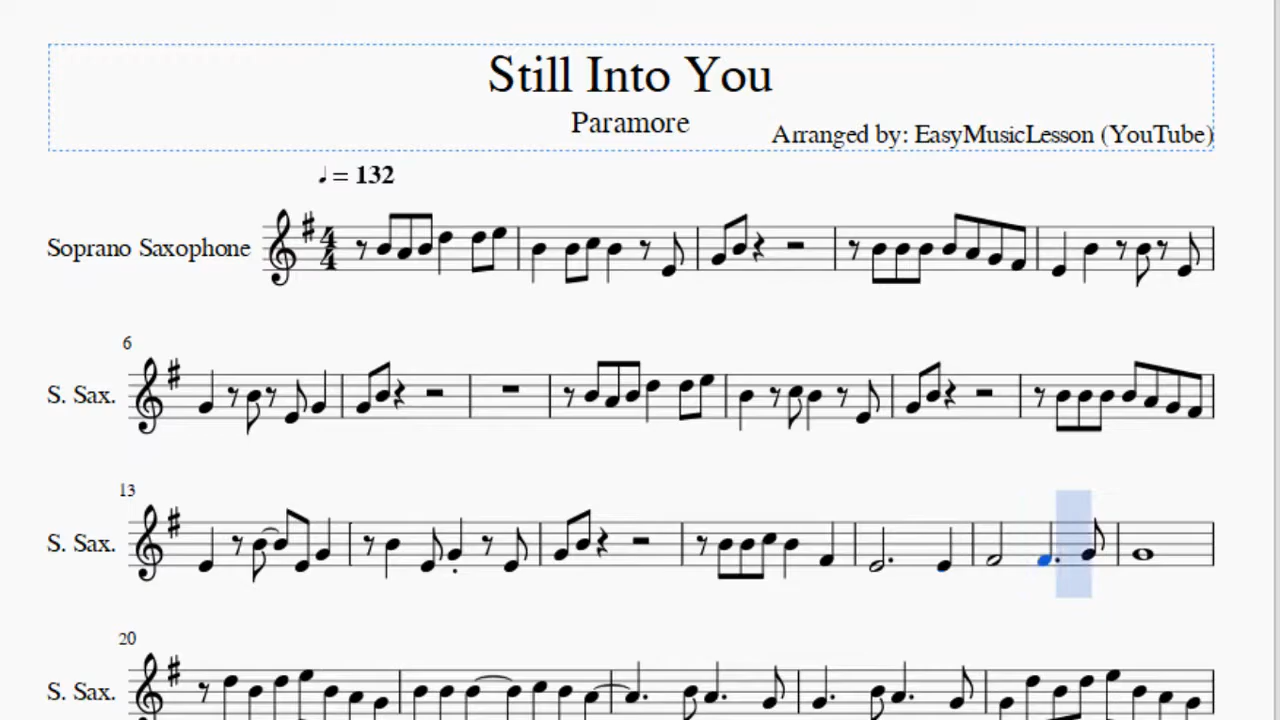 Still Into You
Paramore
Arranged by: EasyMusicLesson (YouTube)
♩ = 132
Soprano Saxophone
4
4
6
S. Sax.
13
S. Sax.
20
S. Sax.